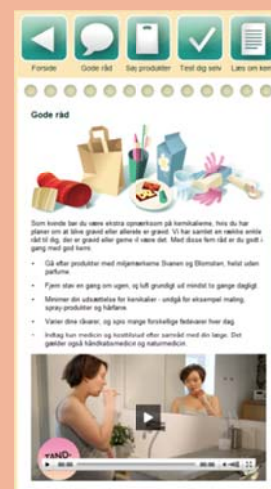 Forside Gode råd Søg produkter Test dig selv Læs om kemi
Gode råd
Som kvinde bør du være ekstra opmærksom på kemikalierne, hvis du har
planer om at blive gravid eller allerede er gravid. Vi har samlet en række enkle
råd til dig, der er gravid eller gerne vil være det. Med disse fem råd er du godt i
gang med god kemi.
Gå efter produkter med miljømærkerne Svanen og Blomsten, helst uden
parfume.
Fjern støv en gang om ugen, og luft grundigt ud mindst to gange dagligt.
Minimer din udsættelse for kemikalier - undgå for eksempel maling,
spray-produkter og hårfarve.
Varier dine råvarer, og spis mange forskellige fødevarer hver dag.
Indtag kun medicin og kosttilskud efter samråd med din læge. Det
gælder også håndkøbsmedicin og naturmedicin.
TAND-
00:00 00:00